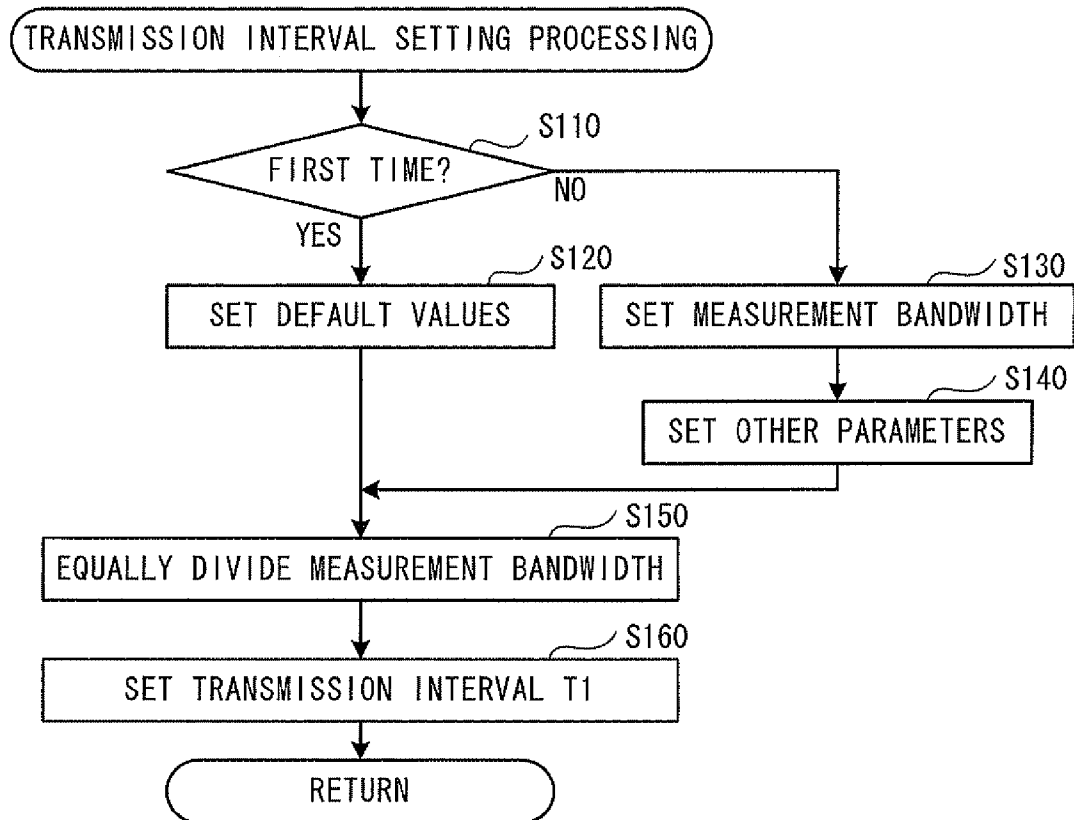 TRANSMISSION INTERVAL SETTING PROCESSING
S110
FIRST TIME?
NO
YES
S120
SET DEFAULT VALUES
S130
SET MEASUREMENT BANDWIDTH
S140
SET OTHER PARAMETERS
S150
EQUALLY DIVIDE MEASUREMENT BANDWIDTH
S160
SET TRANSMISSION INTERVAL T1
RETURN